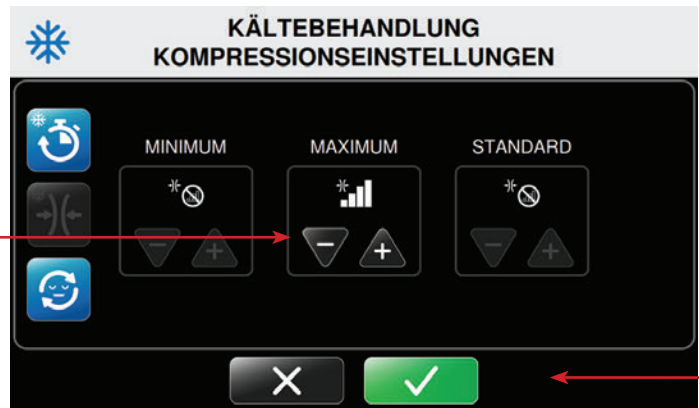 KÄLTEBEHANDLUNG
KOMPRESSIONSEINSTELLUNGEN
MINIMUM MAXIMUM STANDARD